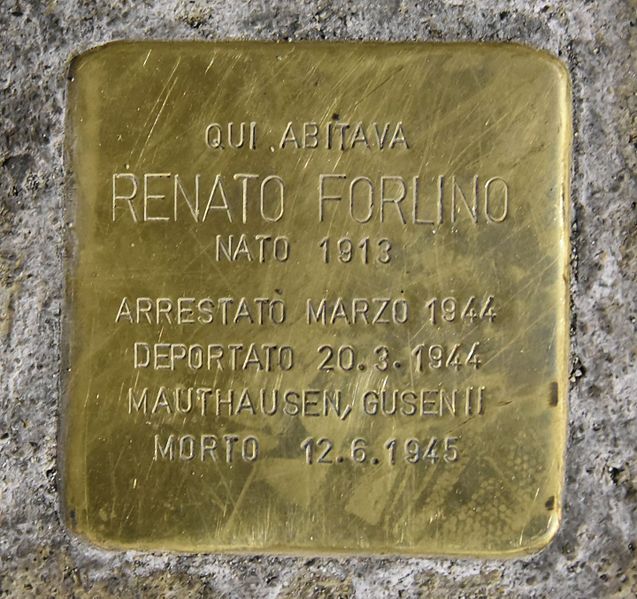 QUI ABITAVA
RENATO FORLINO
NATO 1913
ARRESTATO MARZO 1944
DEPORTATO 20.3.1944
MAUTHAUSEN, GUSEN II
MORTO 12.6.1945